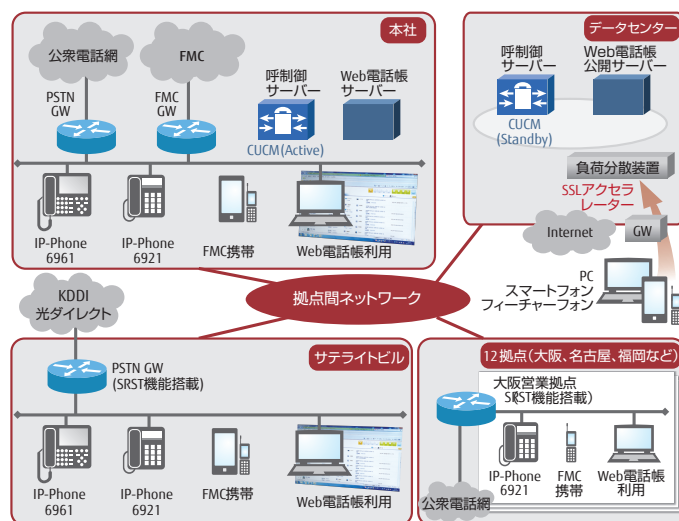 本社
公衆電話網
FMC
PSTN
GW
FMC
GW
呼制御
サーバー
Web電話帳
サーバー
CUCM(Active)
IP-Phone
6961
IP-Phone
6921
FMC携帯
Web電話帳利用
データセンター
呼制御
サーバー
Web電話帳
公開サーバー
CUCM
(Standby)
負荷分散装置
SSLアクセラ
レーター
Internet
GW
PC
スマートフォン
フィーチャーフォン
拠点間ネットワーク
KDDI
光ダイレクト
サテライトビル
PSTN GW
(SRST機能搭載)
IP-Phone
6961
IP-Phone
6921
FMC携帯
Web電話帳利用
12拠点(大阪、名古屋、福岡など)
大阪営業拠点
SRST機能搭載)
IP-Phone
6921
FMC
携帯
Web電話帳
利用
公衆電話網